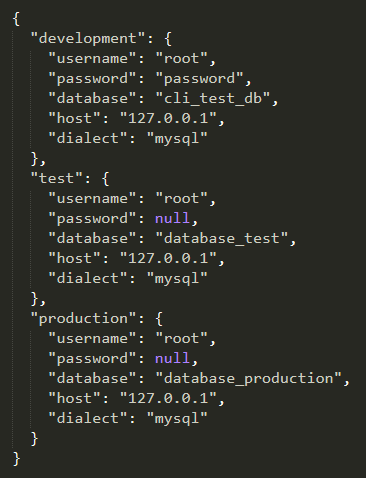 {
  "development": {
    "username": "root",
    "password": "password",
    "database": "cli_test_db",
    "host": "127.0.0.1",
    "dialect": "mysql"
  },
  "test": {
    "username": "root",
    "password": null,
    "database": "database_test",
    "host": "127.0.0.1",
    "dialect": "mysql"
  },
  "production": {
    "username": "root",
    "password": null,
    "database": "database_production",
    "host": "127.0.0.1",
    "dialect": "mysql"
  }
}